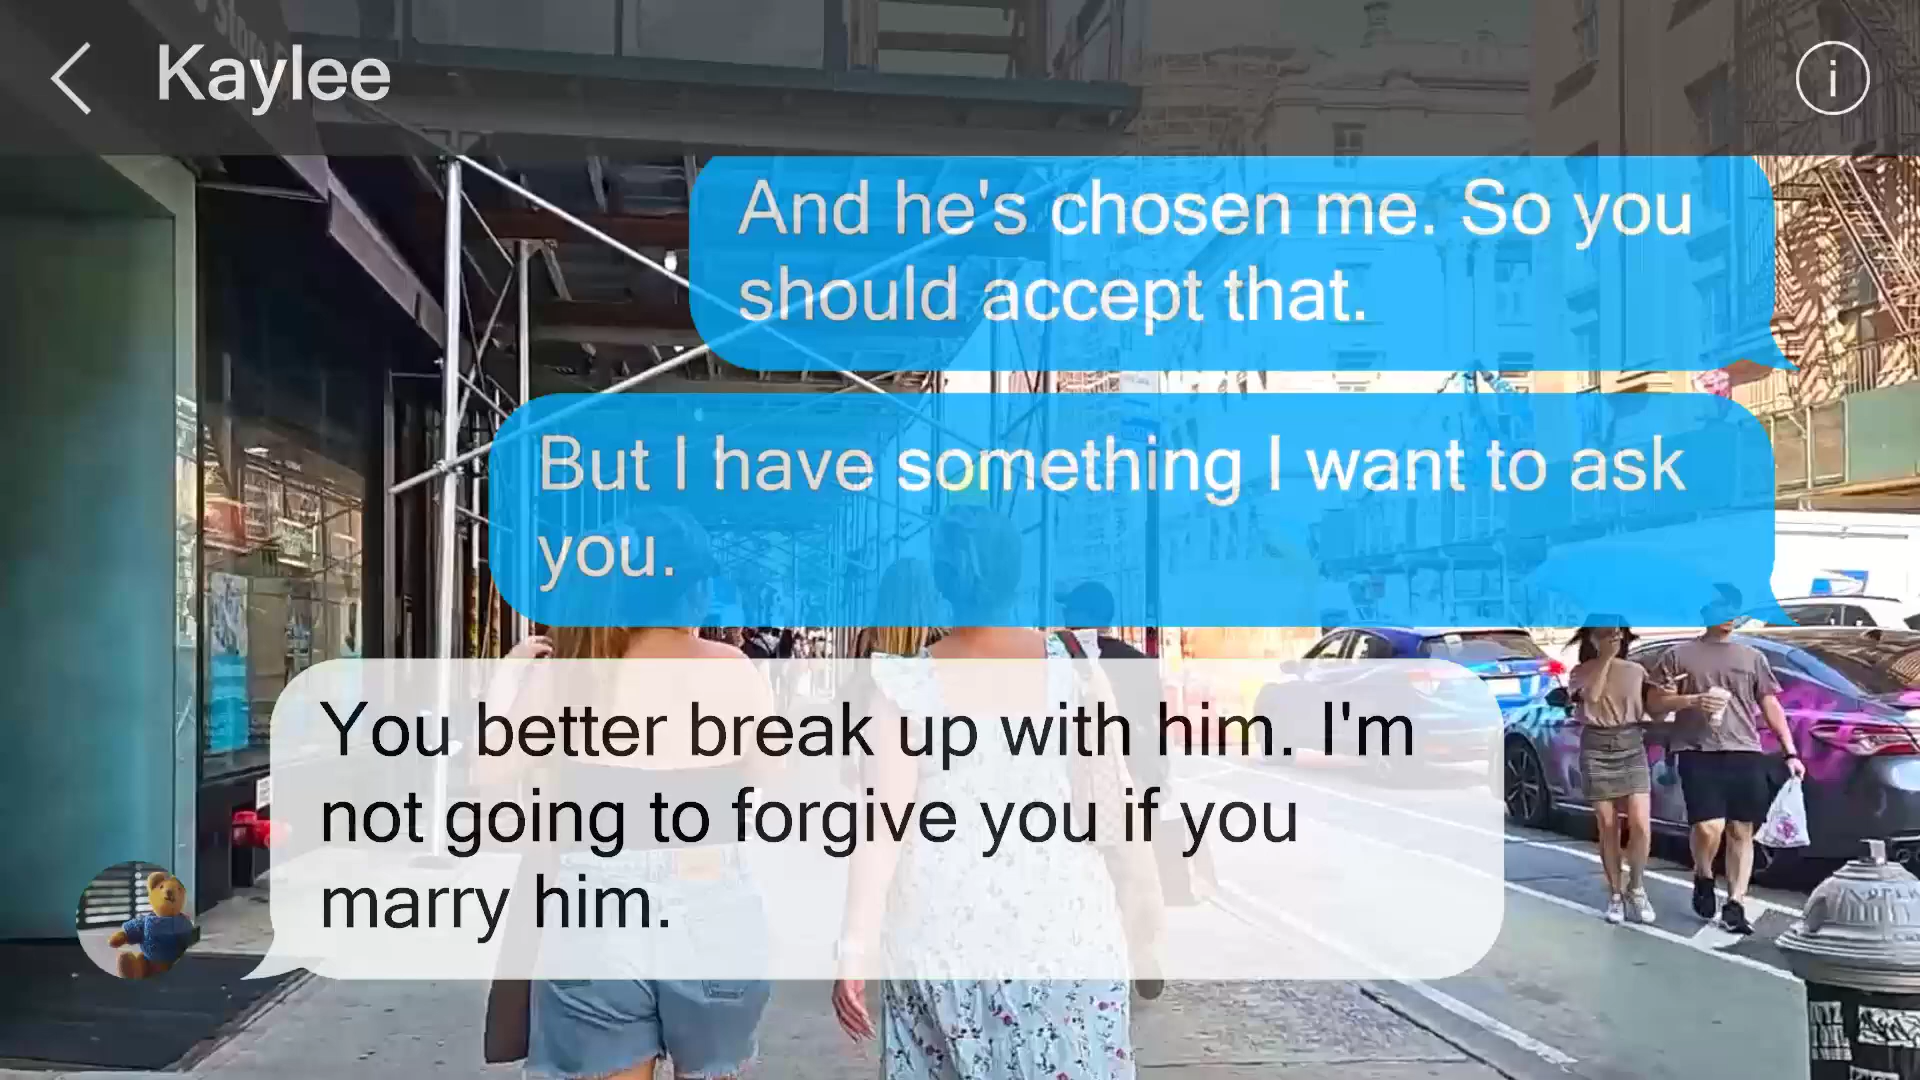 Kaylee
And he's chosen me. So you
should accept that.
But I have something I want to ask
you.
You better break up with him. I'm
not going to forgive you if you
marry him.